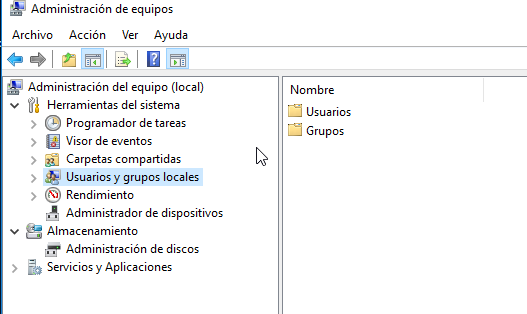 Administración de equipos
Archivo Acción Ver Ayuda
Administración del equipo (local)
Herramientas del sistema
Programador de tareas
Visor de eventos
Carpetas compartidas
Usuarios y grupos locales
Rendimiento
Administrador de dispositivos
Almacenamiento
Administración de discos
Servicios y Aplicaciones
Nombre
Usuarios
Grupos